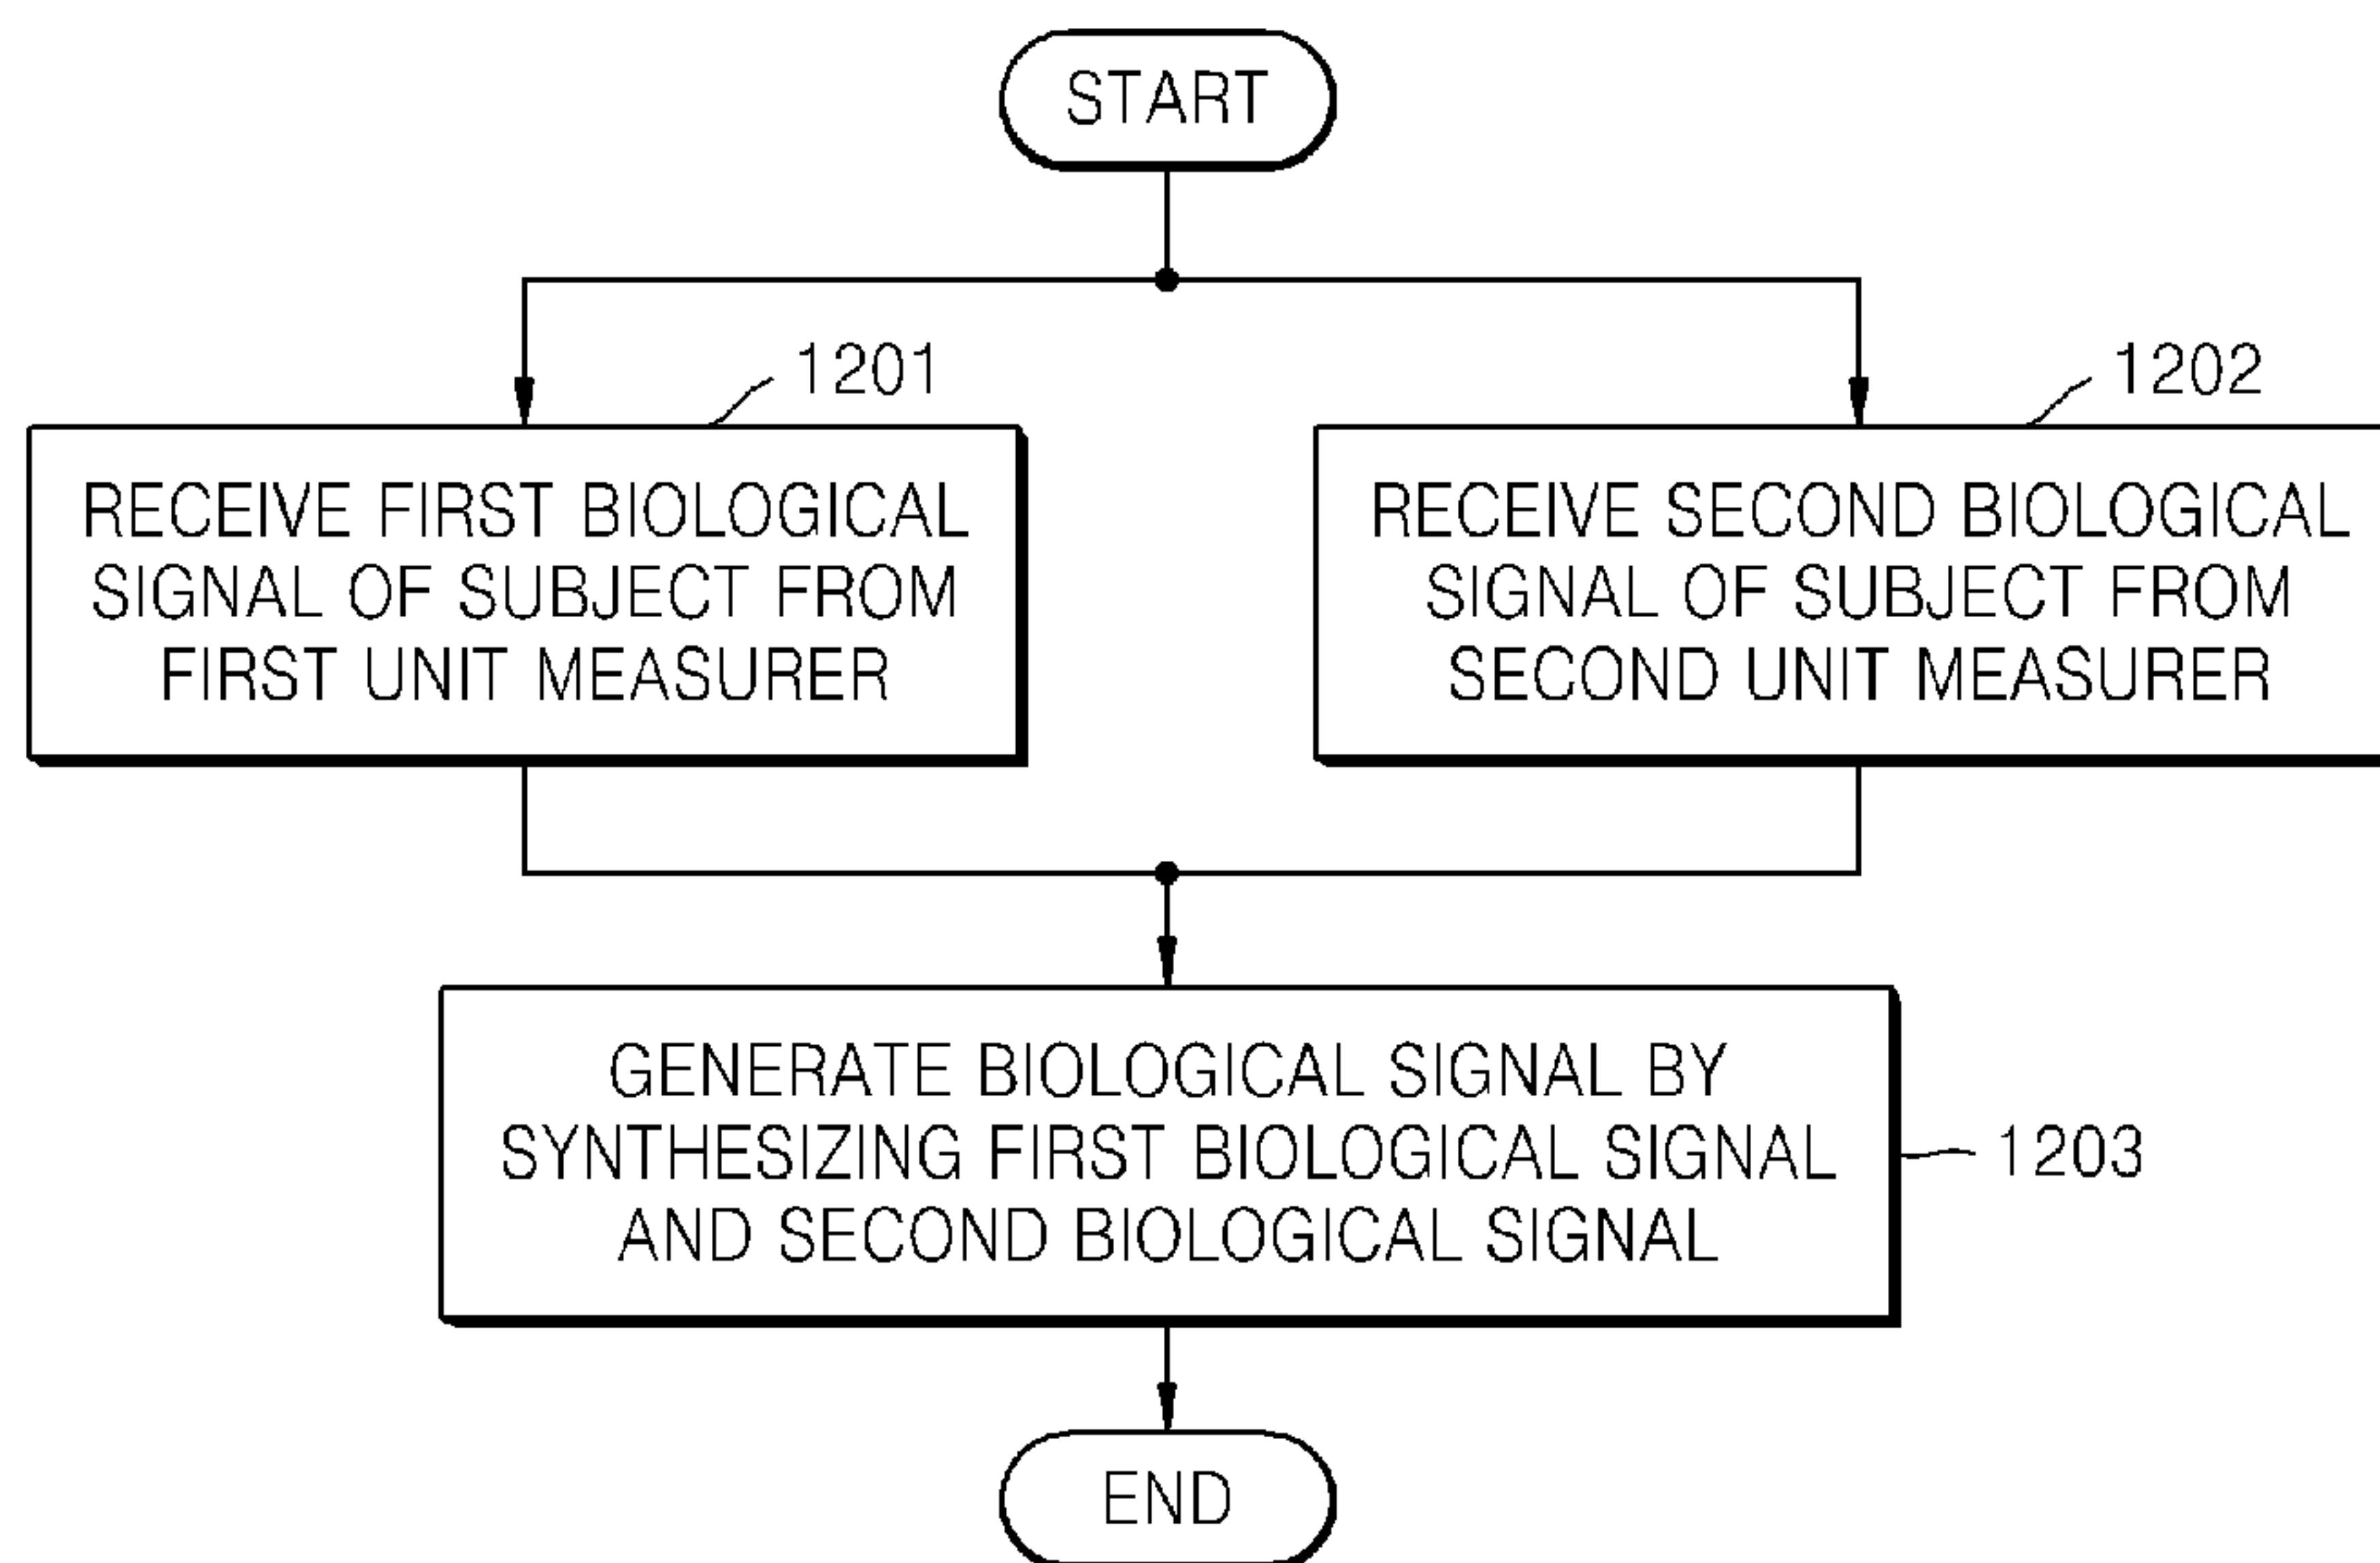 START
1201
RECEIVE FIRST BIOLOGICAL
SIGNAL OF SUBJECT FROM
FIRST UNIT MEASURER
1202
RECEIVE SECOND BIOLOGICAL
SIGNAL OF SUBJECT FROM
SECOND UNIT MEASURER
GENERATE BIOLOGICAL SIGNAL BY
SYNTHESIZING FIRST BIOLOGICAL SIGNAL
AND SECOND BIOLOGICAL SIGNAL
1203
END